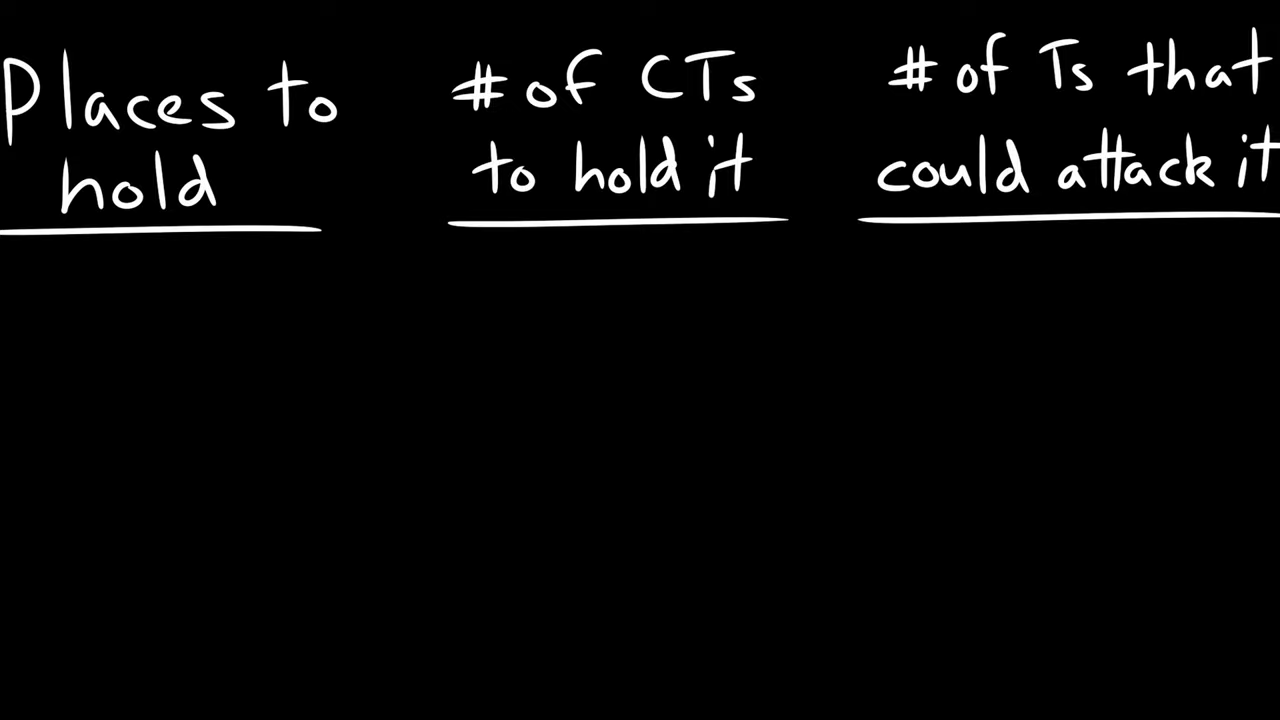 Places to
hold
# of CTs
to hold it
# of Ts that
could attack it